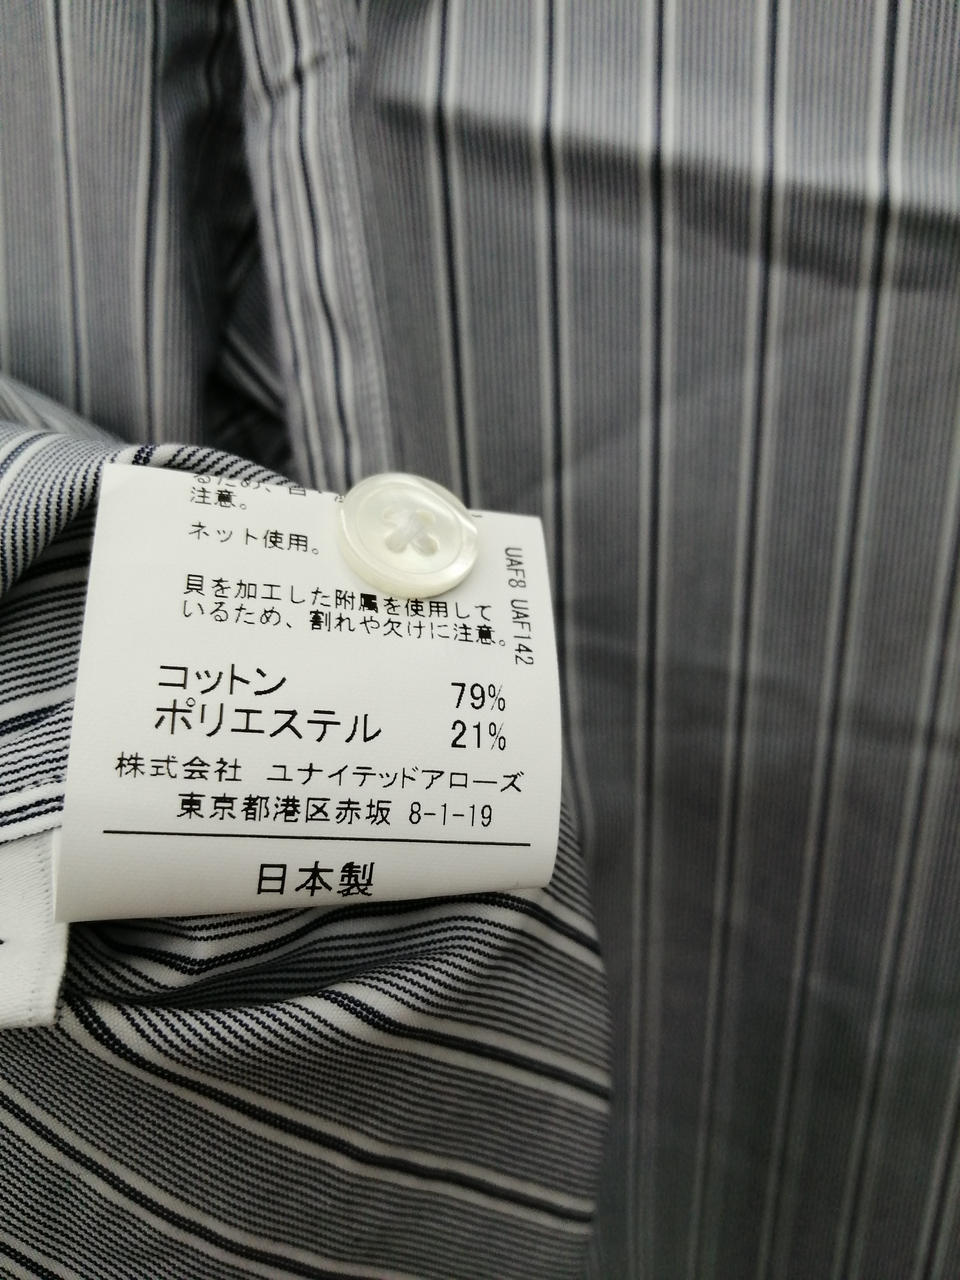 るため、
注意。
ネット使用。
貝を加工した附属を使用して
いるため、割れや欠けに注意。
UAF8 UAF142
コットン 79%
ポリエステル 21%
株式会社 ユナイテッドアローズ
東京都港区赤坂 8-1-19
日本製